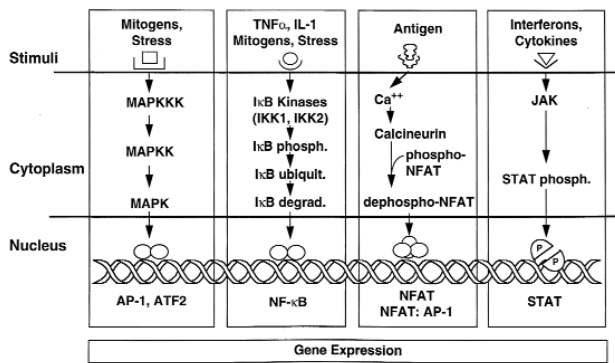 Mitogens,
Stress
TNFα, IL-1
Mitogens, Stress
Antigen
Interferons,
Cytokines
Stimuli
MAPKKK
MAPKK
MAPK
IκB Kinases
(IKK1, IKK2)
IκB phosph.
IκB ubiquit.
IκB degrad.
Ca++
Calcineurin
phospho-
NFAT
dephospho-NFAT
JAK
STAT phosph.
Cytoplasm
Nucleus
P
P
AP-1, ATF2
NF-κB
NFAT
NFAT: AP-1
STAT
Gene Expression